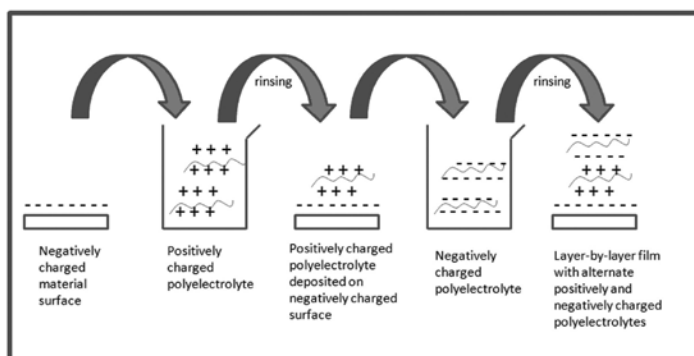 rinsing
rinsing
+ + +
+ + +
+ + +
+ + +
+ + +
+ + +
+ + +
+ + +
Negatively
charged
material
surface
Positively
charged
polyelectrolyte
Positively charged
polyelectrolyte
deposited on
negatively charged
surface
Negatively
charged
polyelectrolyte
Layer-by-layer film
with alternate
positively and
negatively charged
polyelectrolytes